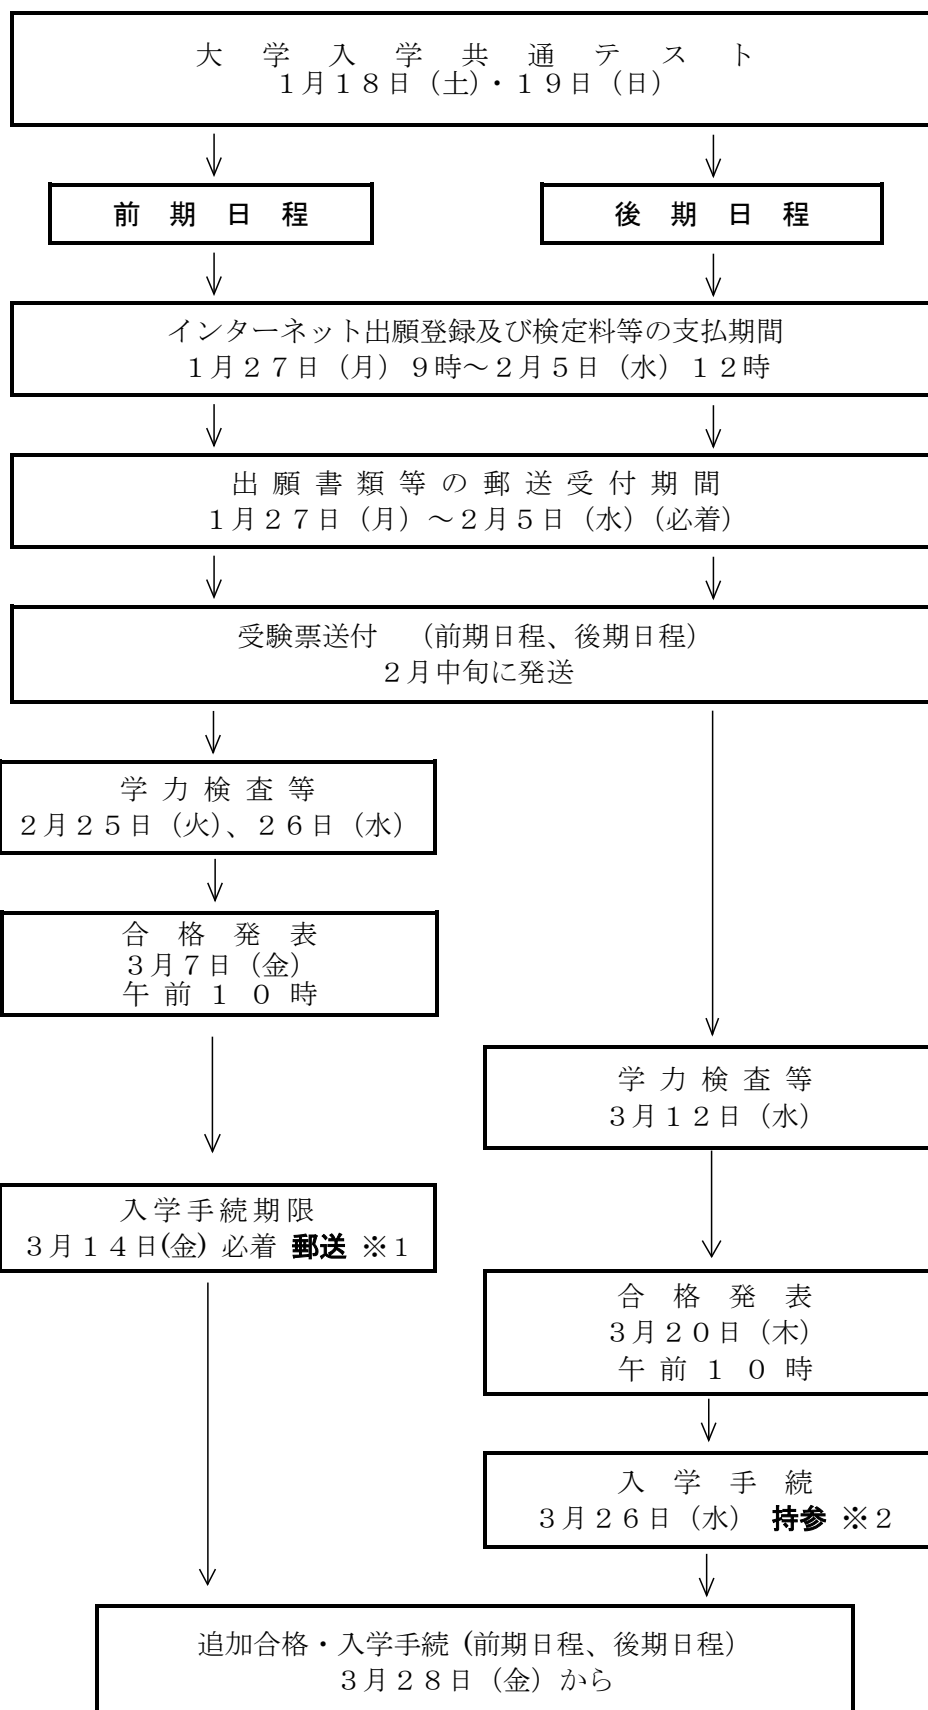 大学入学共通テスト
１月１８日（土）・１９日（日）
前期日程
後期日程
インターネット出願登録及び検定料等の支払期間
１月２７日（月）９時～２月５日（水）１２時
出願書類等の郵送受付期間
１月２７日（月）～２月５日（水）（必着）
受験票送付　（前期日程、後期日程）
２月中旬に発送
学力検査等
２月２５日（火）、２６日（水）
合格発表
３月７日（金）
午前１０時
学力検査等
３月１２日（水）
入学手続期限
３月１４日(金) 必着 郵送 ※１
合格発表
３月２０日（木）
午前１０時
入学手続
３月２６日（水） 持参 ※２
追加合格・入学手続（前期日程、後期日程）
３月２８日（金）から